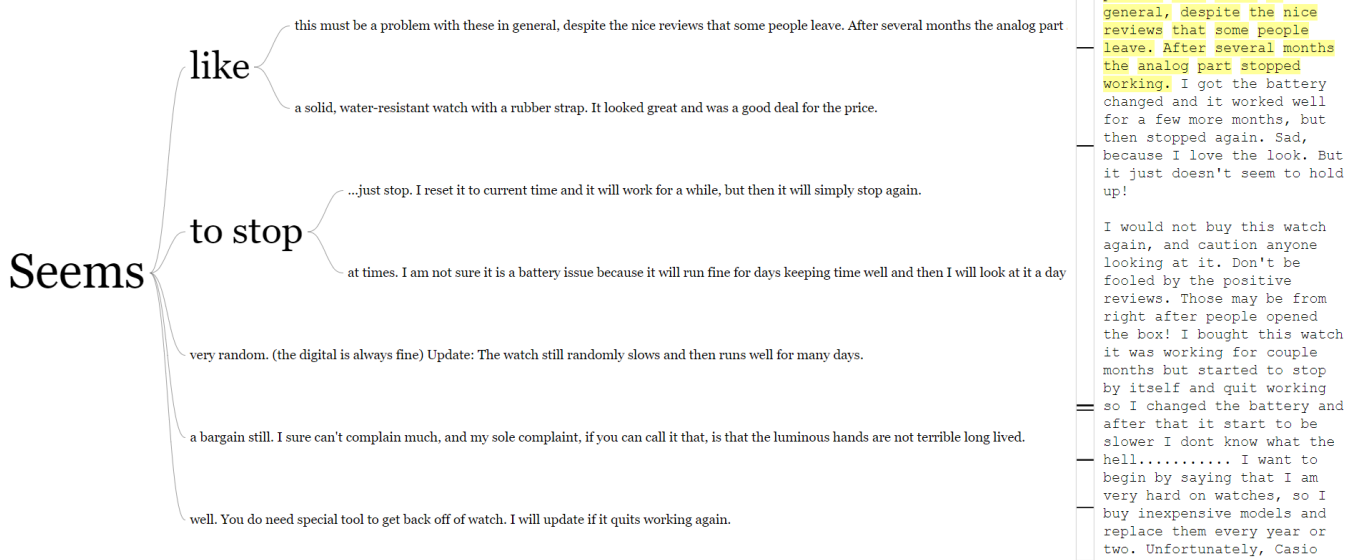 Seems
like
this must be a problem with these in general, despite the nice reviews that some people leave. After several months the analog part
a solid, water-resistant watch with a rubber strap. It looked great and was a good deal for the price.
to stop
...just stop. I reset it to current time and it will work for a while, but then it will simply stop again.
at times. I am not sure it is a battery issue because it will run fine for days keeping time well and then I will look at it a day
very random. (the digital is always fine) Update: The watch still randomly slows and then runs well for many days.
a bargain still. I sure can't complain much, and my sole complaint, if you can call it that, is that the luminous hands are not terrible long lived.
well. You do need special tool to get back off of watch. I will update if it quits working again.
general, despite the nice
reviews that some people
leave. After several months
the analog part stopped
working. I got the battery
changed and it worked well
for a few more months, but
then stopped again. Sad,
because I love the look. But
it just doesn't seem to hold
up!
I would not buy this watch
again, and caution anyone
looking at it. Don't be
fooled by the positive
reviews. Those may be from
right after people opened
the box! I bought this watch
it was working for couple
months but started to stop
by itself and quit working
so I changed the battery and
after that it start to be
slower I dont know what the
hell........... I want to
begin by saying that I am
very hard on watches, so I
buy inexpensive models and
replace them every year or
two. Unfortunately, Casio